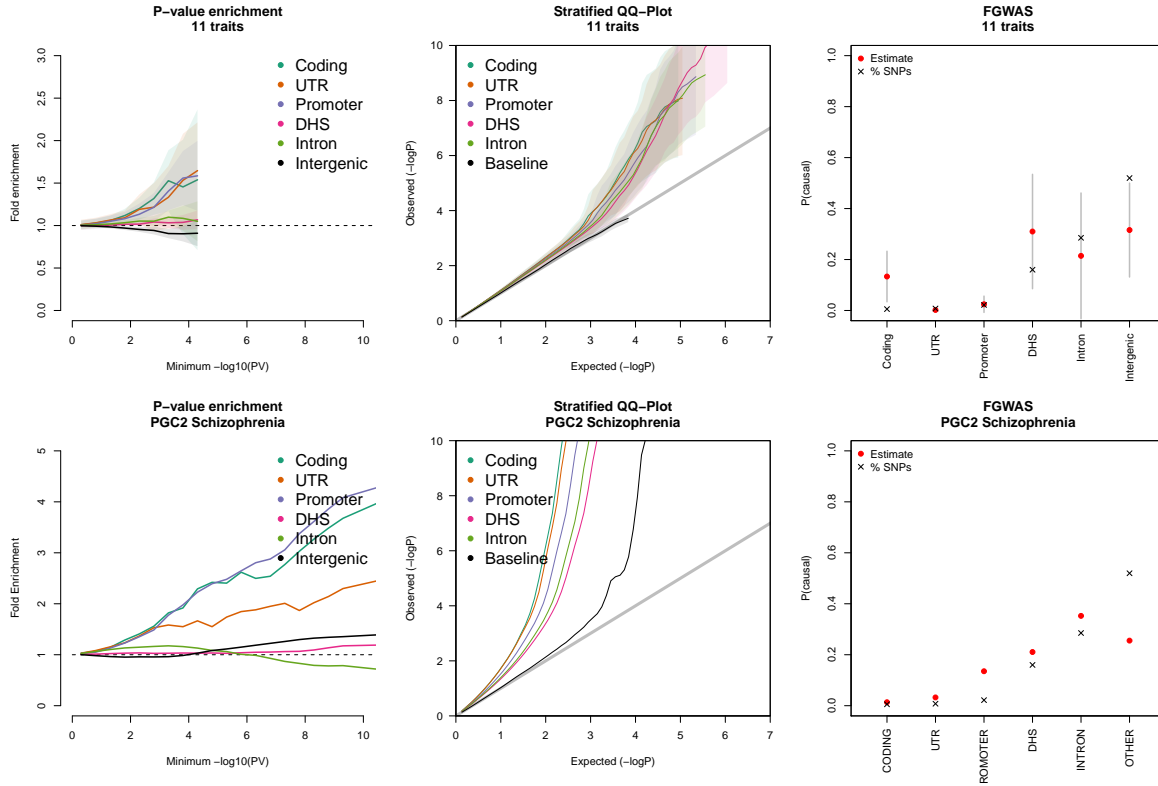 P−value enrichment
11 traits
Fold enrichment
0.0 0.5 1.0 1.5 2.0 2.5 3.0
Coding
UTR
Promoter
DHS
Intron
Intergenic
0 2 4 6 8 10
Minimum −log10(PV)
Stratified QQ−Plot
11 traits
Observed (−logP)
0 2 4 6 8 10
Coding
UTR
Promoter
DHS
Intron
Baseline
0 1 2 3 4 5 6 7
Expected (−logP)
FGWAS
11 traits
P(causal)
0.0 0.2 0.4 0.6 0.8 1.0
Estimate
% SNPs
Coding
UTR
Promoter
DHS
Intron
Intergenic
P−value enrichment
PGC2 Schizophrenia
Fold Enrichment
0 1 2 3 4 5
Coding
UTR
Promoter
DHS
Intron
Intergenic
0 2 4 6 8 10
Minimum −log10(PV)
Stratified QQ−Plot
PGC2 Schizophrenia
Observed (−logP)
0 2 4 6 8 10
Coding
UTR
Promoter
DHS
Intron
Baseline
0 1 2 3 4 5 6 7
Expected (−logP)
FGWAS
PGC2 Schizophrenia
P(causal)
0.0 0.2 0.4 0.6 0.8 1.0
Estimate
% SNPs
CODING
UTR
ROMOTER
DHS
INTRON
OTHER